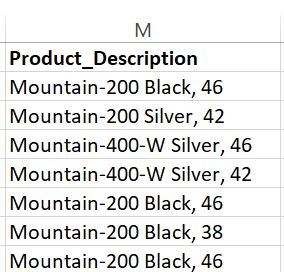 M
Product_Description
Mountain-200 Black, 46
Mountain-200 Silver, 42
Mountain-400-W Silver, 46
Mountain-400-W Silver, 42
Mountain-200 Black, 46
Mountain-200 Black, 38
Mountain-200 Black, 46